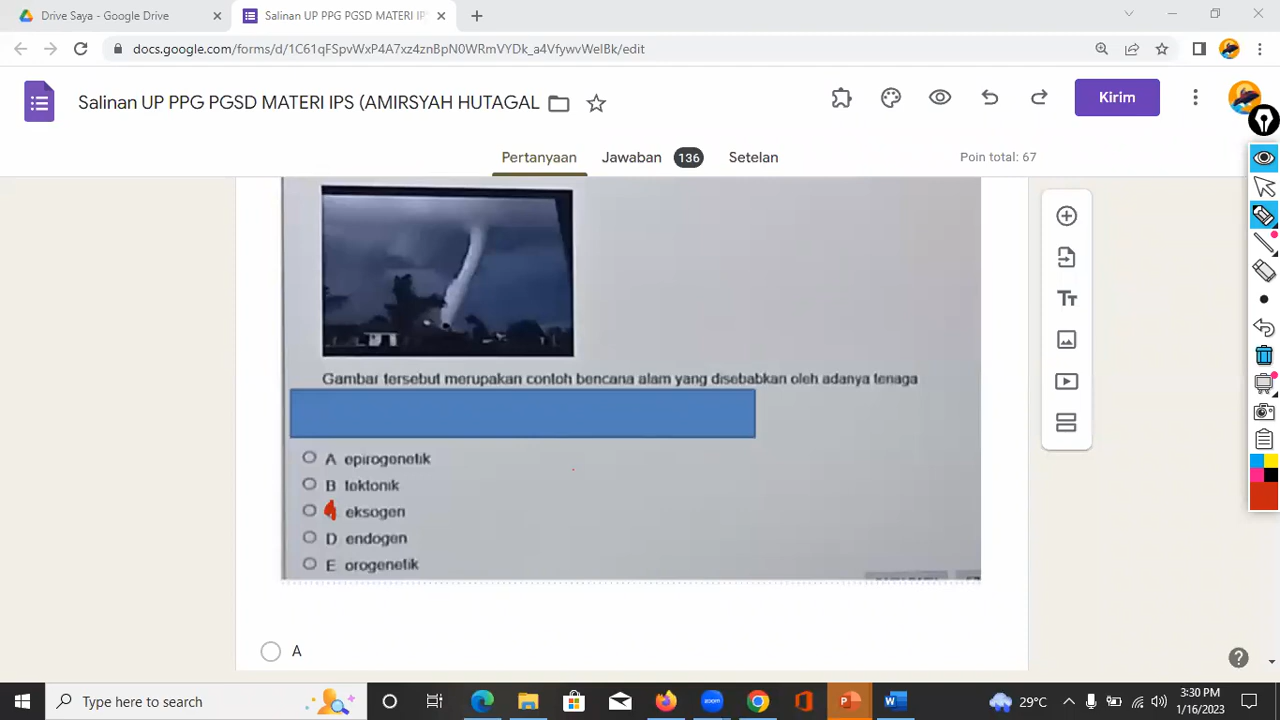 Drive Saya - Google Drive
Salinan UP PPG PGSD MATERI IPS
docs.google.com/forms/d/1C61qFSpvWxP4A7xz4znBpN0WRmVYDk_a4VfywvWelBk/edit
Salinan UP PPG PGSD MATERI IPS (AMIRSYAH HUTAGAL
Kirim
Pertanyaan
Jawaban 136
Setelan
Poin total: 67
Gambar tersebut merupakan contoh bencana alam yang disebabkan oleh adanya tenaga
A epirogenetik
B tektonik
eksogen
D endogen
E orogenetik
A
Type here to search
zoom
29°C
3:30 PM
1/16/2023